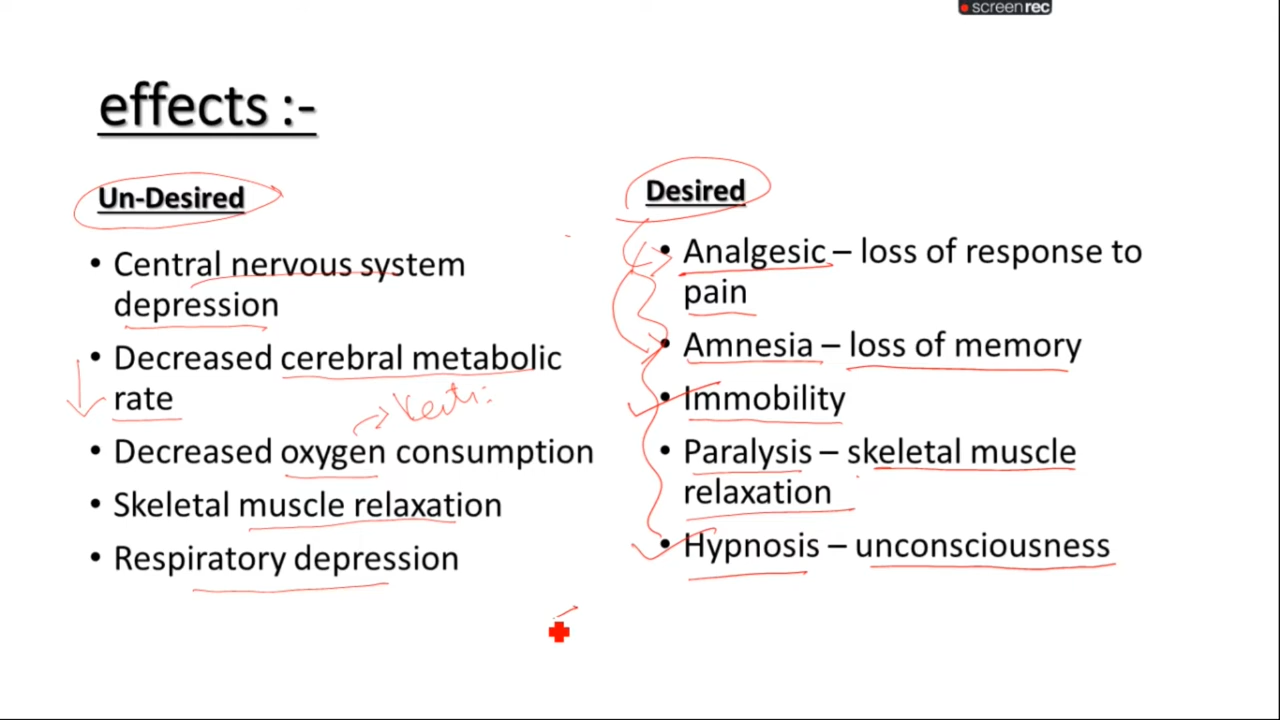 screenrec
effects :-
Un-Desired
• Central nervous system
depression
• Decreased cerebral metabolic
rate
• Decreased oxygen consumption
• Skeletal muscle relaxation
• Respiratory depression
Desired
• Analgesic – loss of response to
pain
• Amnesia – loss of memory
• Immobility
• Paralysis – skeletal muscle
relaxation
• Hypnosis – unconsciousness